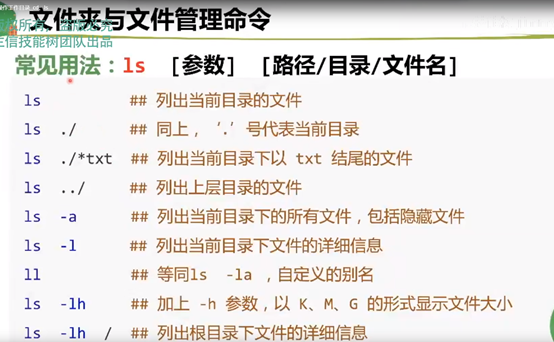 文件夹与文件管理命令
生信技能树团队出品
常见用法：ls [参数] [路径/目录/文件名]
ls ## 列出当前目录的文件
ls ./ ## 同上，‘.’号代表当前目录
ls ./*txt ## 列出当前目录下以 txt 结尾的文件
ls ../ ## 列出上层目录的文件
ls -a ## 列出当前目录下的所有文件，包括隐藏文件
ls -l ## 列出当前目录下文件的详细信息
ll ## 等同ls -la ，自定义的别名
ls -lh ## 加上 -h 参数，以 K、M、G 的形式显示文件大小
ls -lh / ## 列出根目录下文件的详细信息